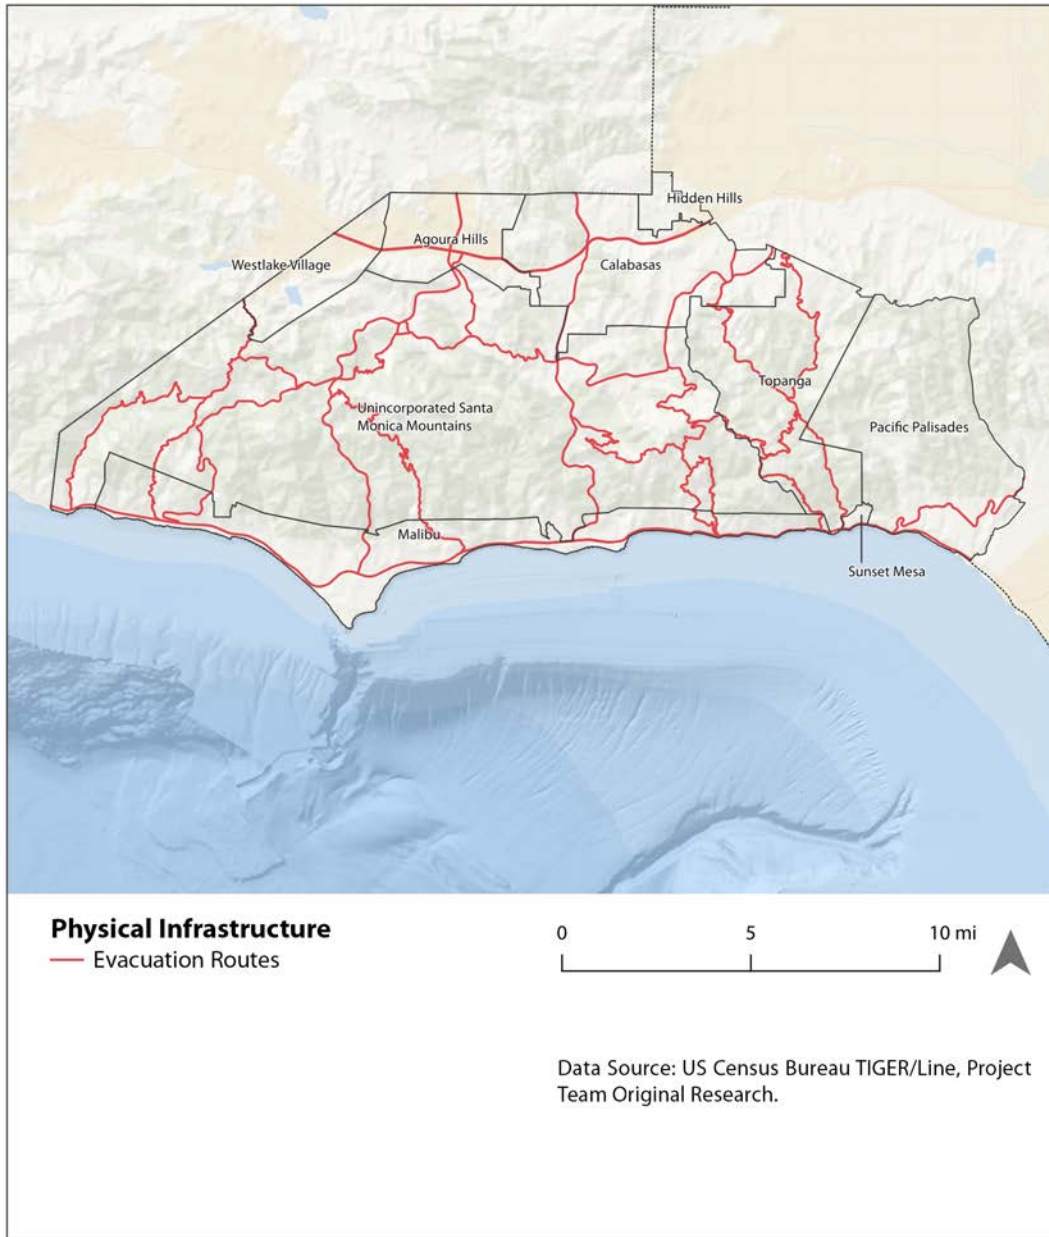 Hidden Hills
Agoura Hills
Westlake Village
Calabasas
Topanga
Unincorporated Santa
Monica Mountains
Pacific Palisades
Malibu
Sunset Mesa
Physical Infrastructure
Evacuation Routes
0 5 10 mi
Data Source: US Census Bureau TIGER/Line, Project
Team Original Research.